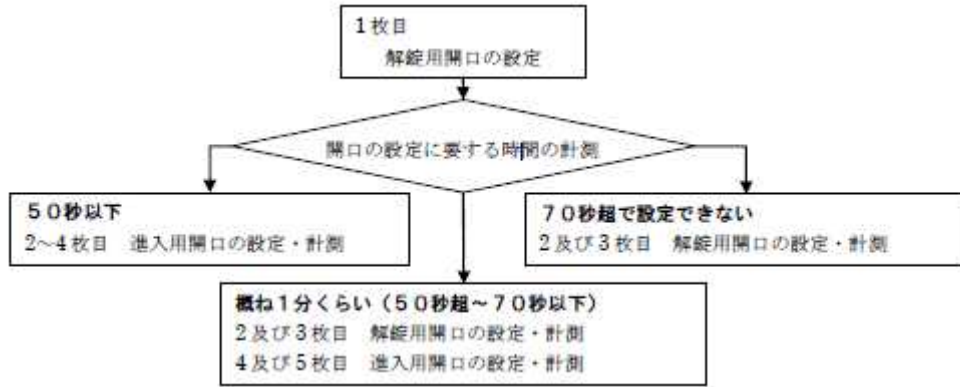 1枚目
解錠用開口の設定
開口の設定に要する時間の計測
50秒以下
2～4枚目 進入用開口の設定・計測
70秒超で設定できない
2及び3枚目 解錠用開口の設定・計測
概ね1分くらい（50秒超～70秒以下）
2及び3枚目 解錠用開口の設定・計測
4及び5枚目 進入用開口の設定・計測